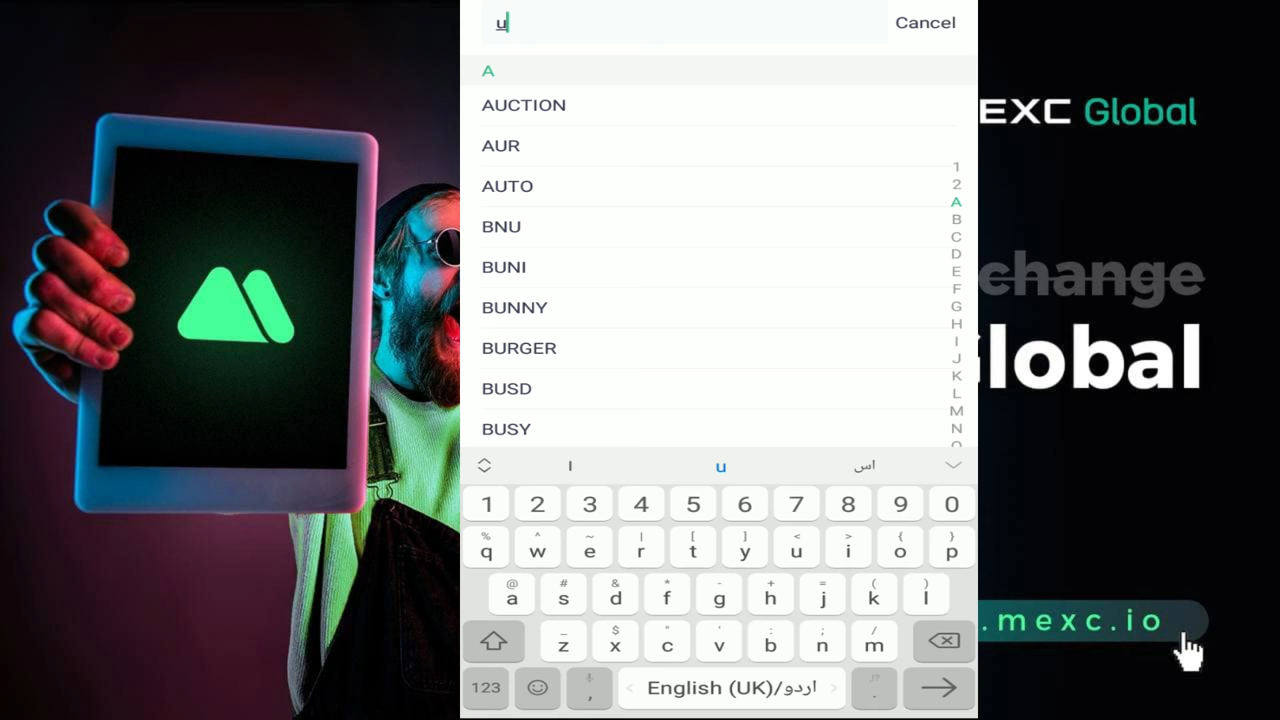 u
Cancel
A
AUCTION
AUR
AUTO
BNU
BUNI
BUNNY
BURGER
BUSD
BUSY
1
2
A
B
C
D
E
F
G
H
I
J
K
L
M
N
EXC Global
change
Global
.mexc.io
I
u
اس
1 2 3 4 5 6 7 8 9 0
% ^ ~ | [ ] < > { }
q w e r t y u i o p
@ # & * - + = ( )
a s d f g h j k l
_ $ " ' : ; /
z x c v b n m
123 , English (UK)/اردو .
!?